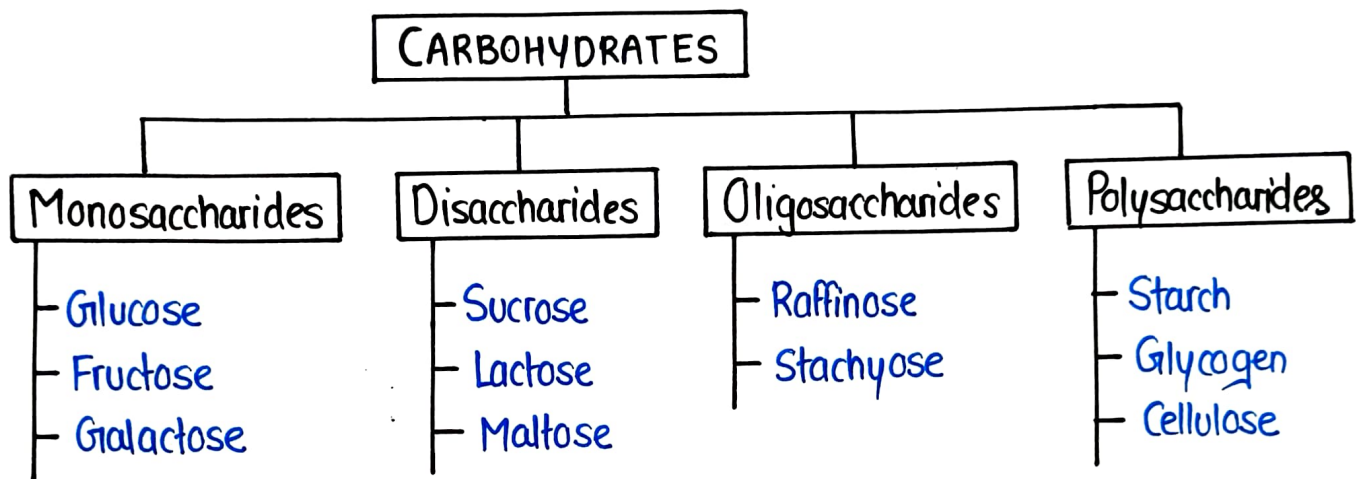 CARBOHYDRATES
Monosaccharides
Glucose
Fructose
Galactose
Disaccharides
Sucrose
Lactose
Maltose
Oligosaccharides
Raffinose
Stachyose
Polysaccharides
Starch
Glycogen
Cellulose